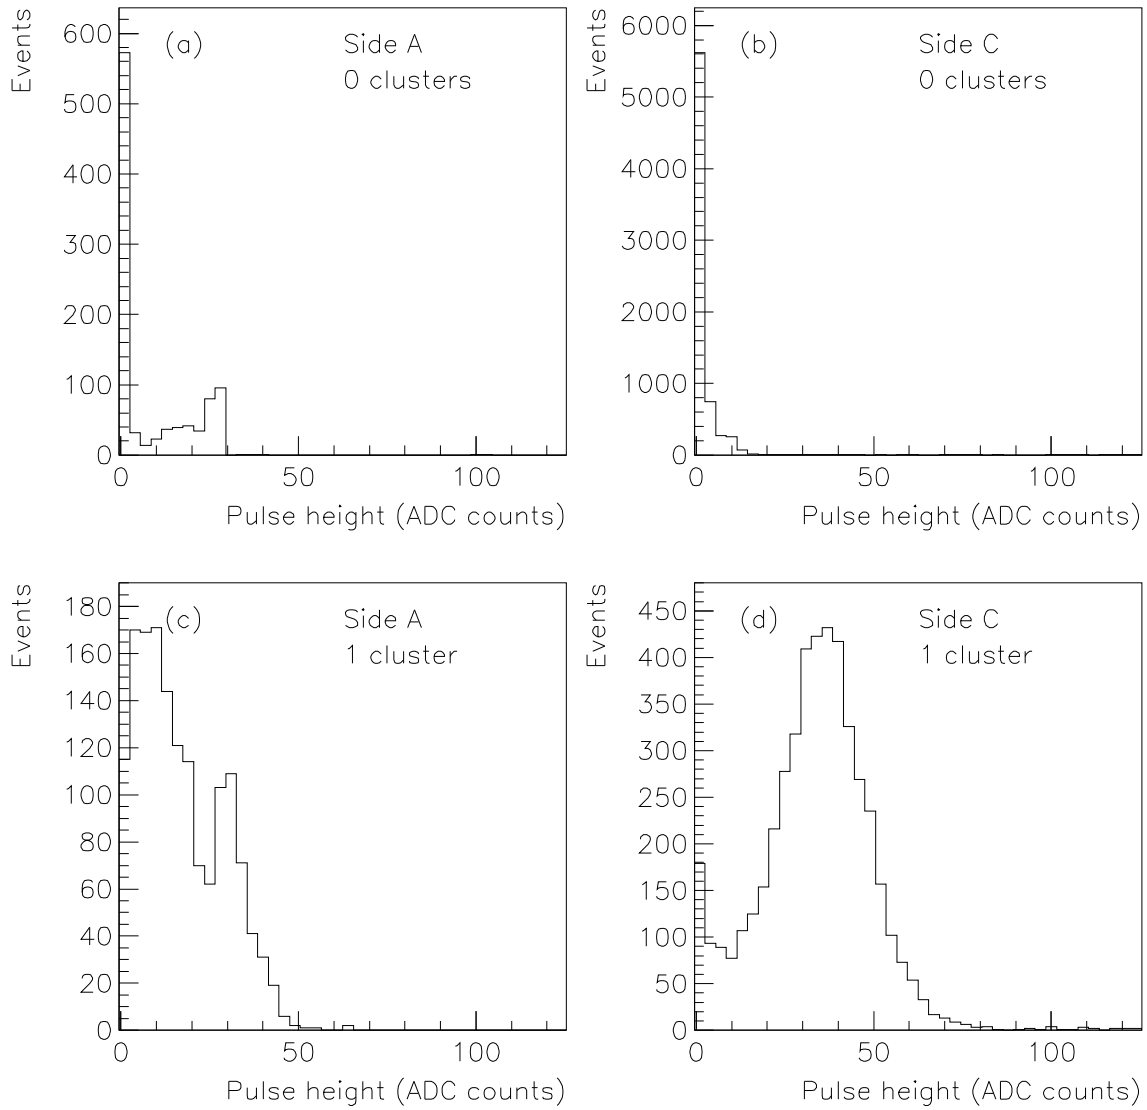 Events
600
500
400
300
200
100
0
(a)
Side A
0 clusters
0
50
100
Pulse height (ADC counts)
Events
6000
5000
4000
3000
2000
1000
0
(b)
Side C
0 clusters
0
50
100
Pulse height (ADC counts)
Events
180
160
140
120
100
80
60
40
20
0
(c)
Side A
1 cluster
0
50
100
Pulse height (ADC counts)
Events
450
400
350
300
250
200
150
100
50
0
(d)
Side C
1 cluster
0
50
100
Pulse height (ADC counts)